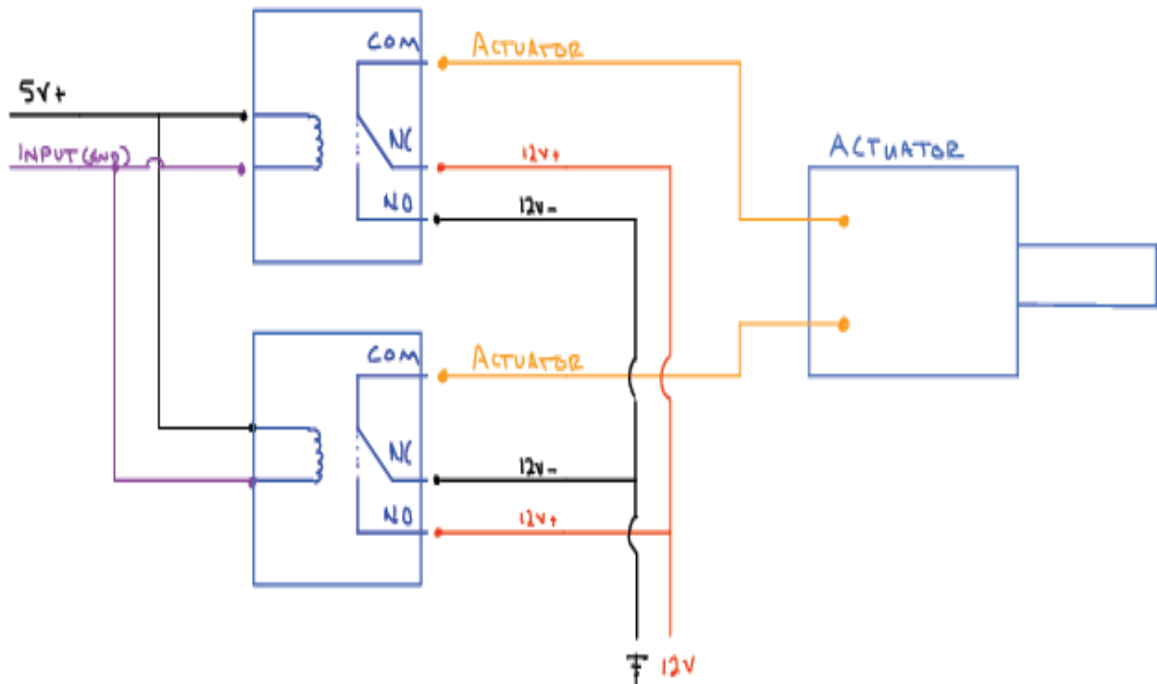 COM
ACTUATOR
5V+
INPUT(GND)
NC
12V+
ACTUATOR
NO
12V-
COM
ACTUATOR
NC
12V-
NO
12V+
12V